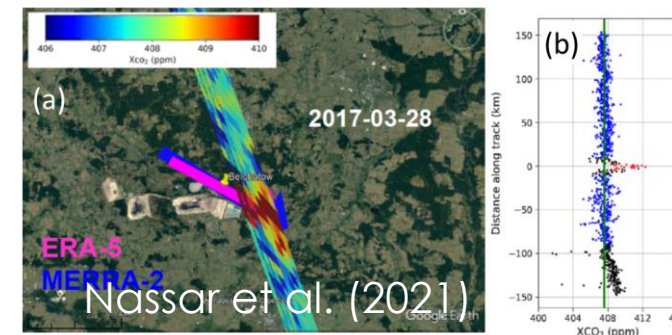 406 407 408 409 410
Xco₂ (ppm)
(a)
2017-03-28
Belchatow
ERA-5
MERRA-2
Nassar et al. (2021)
Google Earth
(b)
Distance along track (km)
150
100
50
0
−50
−100
−150
400 404 408 412
XCO₂ (ppm)